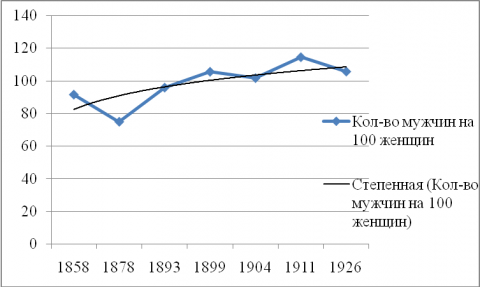 140
120
100
80
60
40
20
0
1858 1878 1893 1899 1904 1911 1926
Кол-во мужчин на
100 женщин
Степенная (Кол-во
мужчин на 100
женщин)